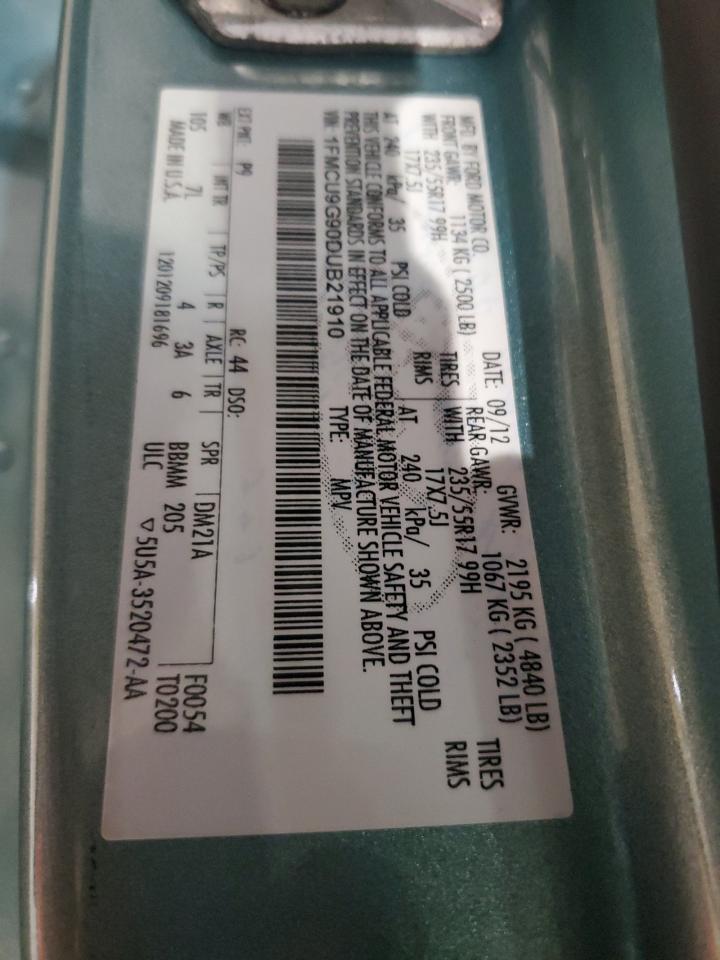 MFD. BY FORD MOTOR CO.
DATE: 09/12 GVWR: 2195 KG ( 4840 LB)
FRONT GAWR: 1134 KG ( 2500 LB) REAR GAWR: 1067 KG ( 2352 LB)
WITH: 235/55R17 99H TIRES WITH 235/55R17 99H TIRES
17X7.5J RIMS 17X7.5J RIMS
AT 240 kPa/ 35 PSI COLD AT 240 kPa/ 35 PSI COLD
THIS VEHICLE CONFORMS TO ALL APPLICABLE FEDERAL MOTOR VEHICLE SAFETY AND THEFT
PREVENTION STANDARDS IN EFFECT ON THE DATE OF MANUFACTURE SHOWN ABOVE.
VIN: 1FMCU9G90DUB21910 TYPE: MPV
EXT PNT: P9 RC: 44 DSO:
WB INT TR TP/PS R AXLE TR SPR DM21A F0054
105 7L 4 3A 6 BBMM 205 T0200
MADE IN U.S.A. 1201209181696 ULC ▽ 5U5A-3520472-AA